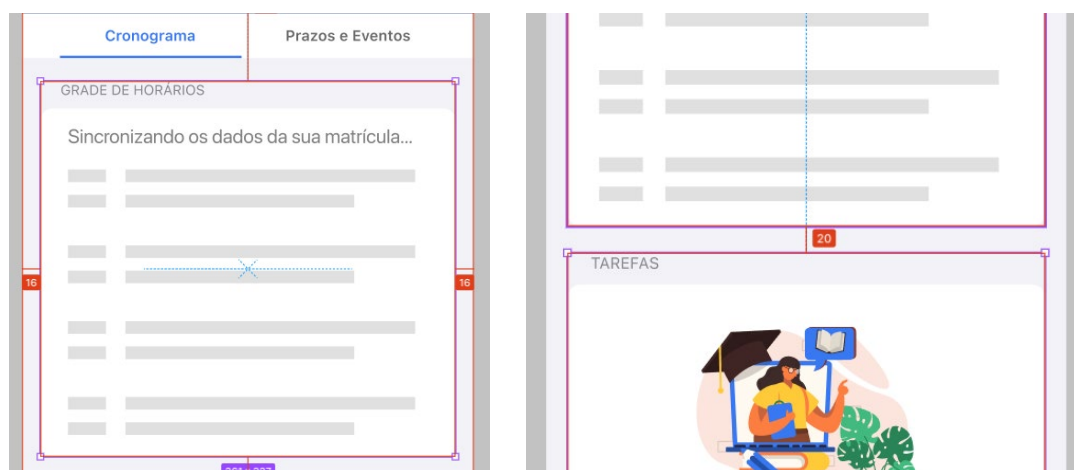 Cronograma
Prazos e Eventos
GRADE DE HORÁRIOS
Sincronizando os dados da sua matrícula...
16
16
20
TAREFAS